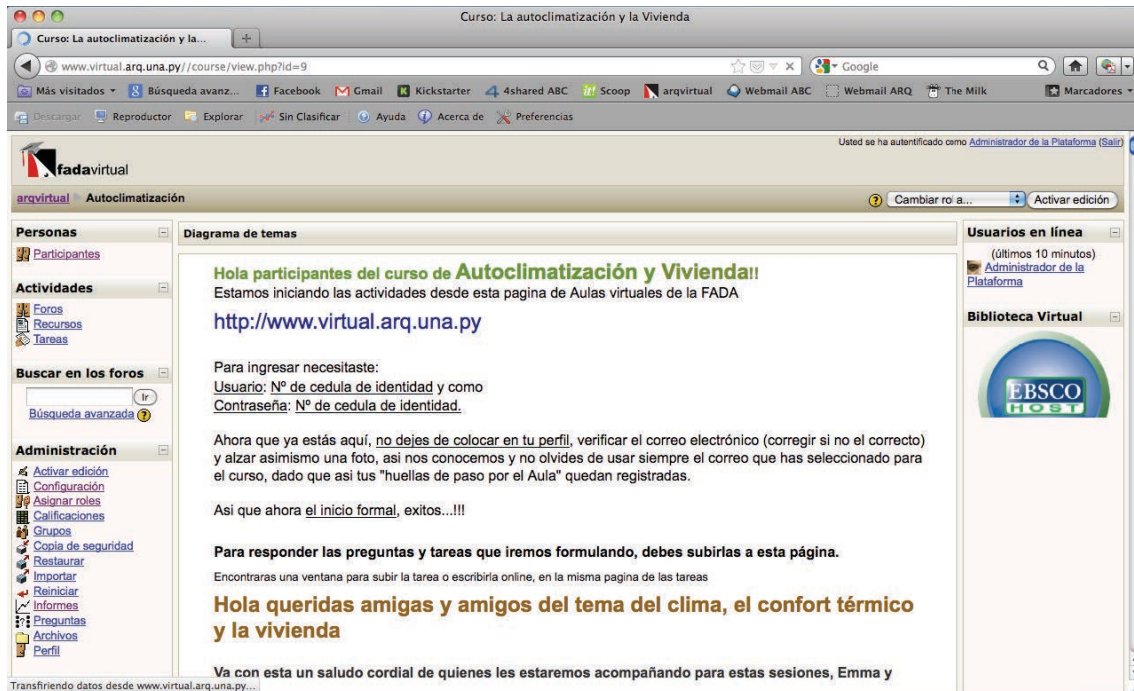 Curso: La autoclimatización y la Vivienda
Curso: La autoclimatización y la...
www.virtual.arq.una.py//course/view.php?id=9
Google
Más visitados
Búsqueda avanz...
Facebook
Gmail
Kickstarter
4shared ABC
Scoop
arqvirtual
Webmail ABC
Webmail ARQ
The Milk
Marcadores
Descargar
Reproductor
Explorar
Sin Clasificar
Ayuda
Acerca de
Preferencias
Usted se ha autentificado como Administrador de la Plataforma (Salir)
fadavirtual
arqvirtual Autoclimatización
Cambiar rol a...
Activar edición
Personas
Participantes
Actividades
Foros
Recursos
Tareas
Buscar en los foros
Ir
Búsqueda avanzada
Administración
Activar edición
Configuración
Asignar roles
Calificaciones
Grupos
Copia de seguridad
Restaurar
Importar
Reiniciar
Informes
Preguntas
Archivos
Perfil
Diagrama de temas
Hola participantes del curso de Autoclimatización y Vivienda!!
Estamos iniciando las actividades desde esta pagina de Aulas virtuales de la FADA
http://www.virtual.arq.una.py
Para ingresar necesitaste:
Usuario: Nº de cedula de identidad y como
Contraseña: Nº de cedula de identidad.
Ahora que ya estás aquí, no dejes de colocar en tu perfil, verificar el correo electrónico (corregir si no el correcto)
y alzar asimismo una foto, asi nos conocemos y no olvides de usar siempre el correo que has seleccionado para
el curso, dado que asi tus "huellas de paso por el Aula" quedan registradas.
Asi que ahora el inicio formal, exitos...!!!
Para responder las preguntas y tareas que iremos formulando, debes subirlas a esta página.
Encontraras una ventana para subir la tarea o escribirla online, en la misma pagina de las tareas
Hola queridas amigas y amigos del tema del clima, el confort térmico
y la vivienda
Va con esta un saludo cordial de quienes les estaremos acompañando para estas sesiones, Emma y
Usuarios en línea
(últimos 10 minutos)
Administrador de la
Plataforma
Biblioteca Virtual
EBSCO
HOST
Transfiriendo datos desde www.virtual.arq.una.py...